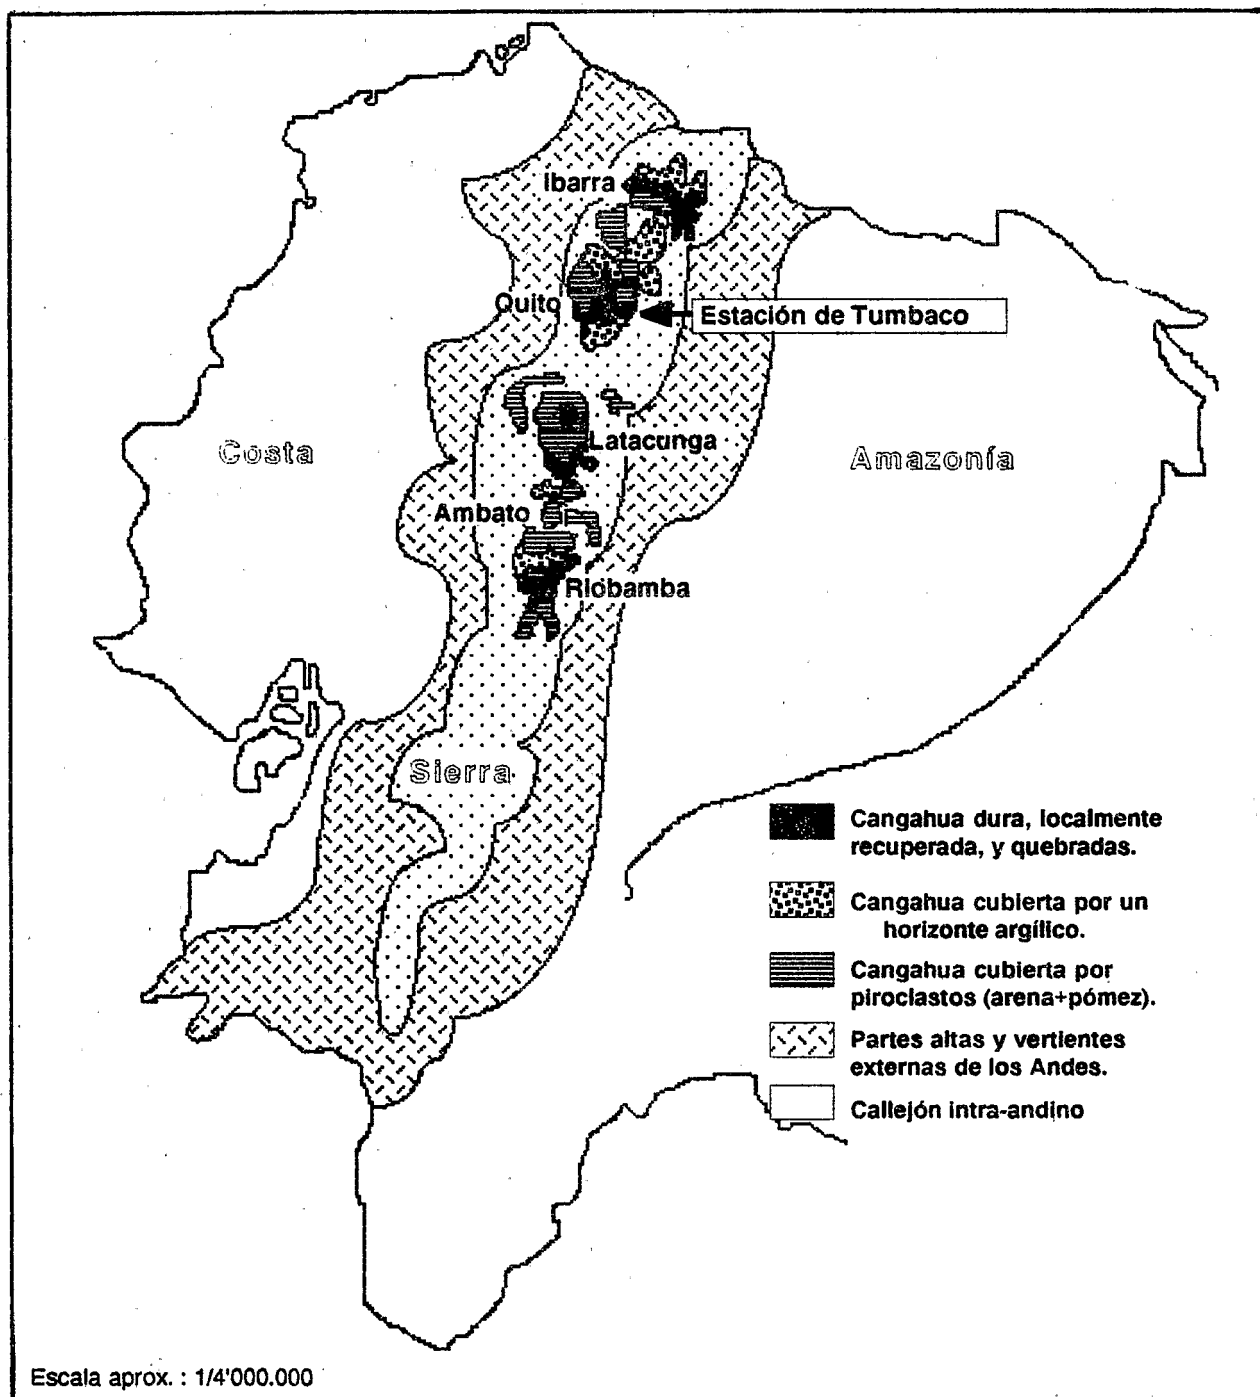 Ibarra
Quito
Estación de Tumbaco
Latacunga
Costa
Amazonía
Ambato
Riobamba
Sierra
Cangahua dura, localmente
recuperada, y quebradas.
Cangahua cubierta por un
horizonte argílico.
Cangahua cubierta por
piroclastos (arena+pómez).
Partes altas y vertientes
externas de los Andes.
Callejón intra-andino
Escala aprox. : 1/4'000.000